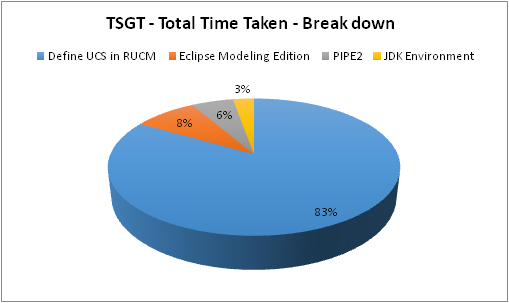 TSGT - Total Time Taken - Break down
Define UCS in RUCM Eclipse Modeling Edition PIPE2 JDK Environment
3%
6%
8%
83%